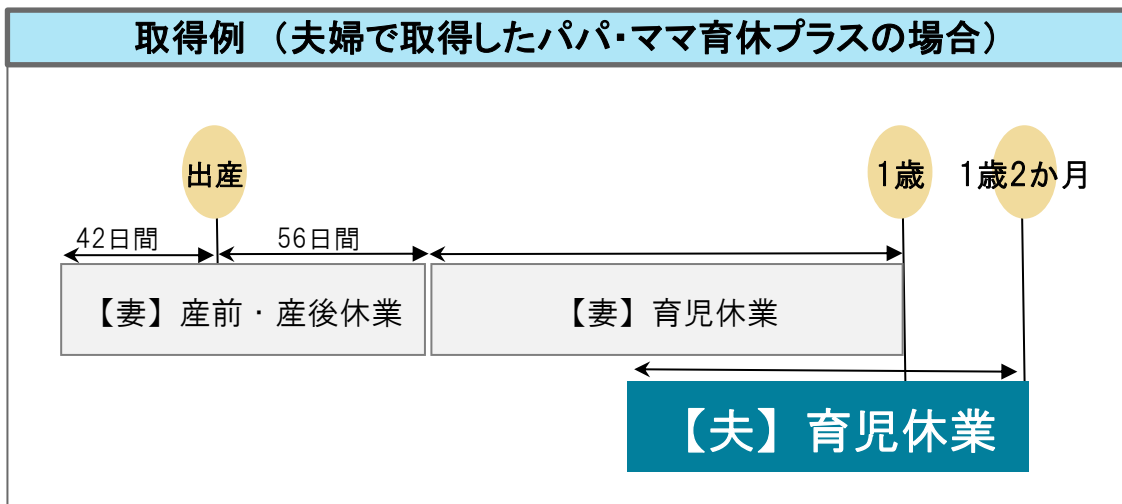 取得例 （夫婦で取得したパパ・ママ育休プラスの場合）
出産
1歳
1歳2か月
42日間
56日間
【妻】産前・産後休業
【妻】育児休業
【夫】育児休業